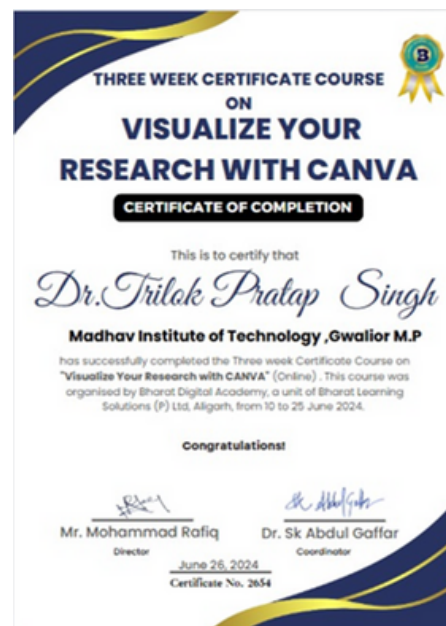 B
THREE WEEK CERTIFICATE COURSE
ON
VISUALIZE YOUR
RESEARCH WITH CANVA
CERTIFICATE OF COMPLETION
This is to certify that
Dr.Trilok Pratap Singh
Madhav Institute of Technology ,Gwalior M.P
has successfully completed the Three week Certificate Course on
"Visualize Your Research with CANVA" (Online) . This course was
organised by Bharat Digital Academy, a unit of Bharat Learning
Solutions (P) Ltd, Aligarh, from 10 to 25 June 2024.
Congratulations!
Sk Abdul Gaffar
Mr. Mohammad Rafiq Dr. Sk Abdul Gaffar
Director Coordinator
June 26, 2024
Certificate No. 2654